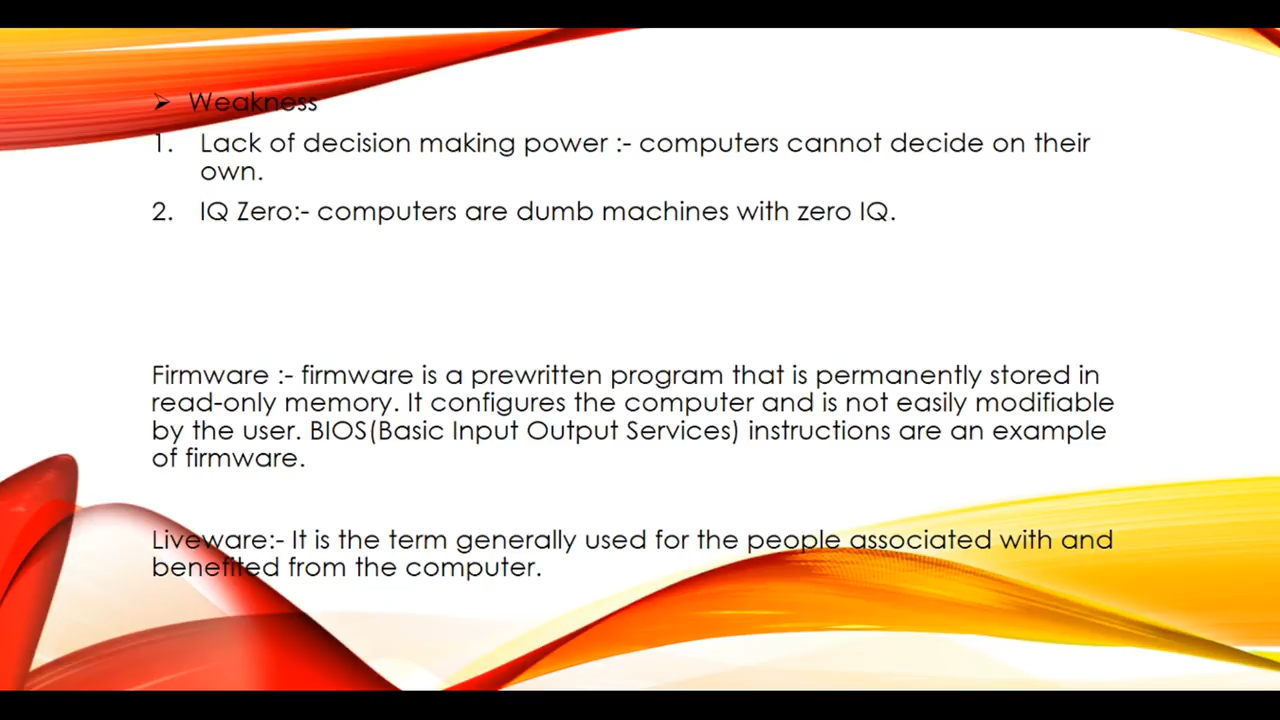 ➢ Weakness
1. Lack of decision making power :- computers cannot decide on their
own.
2. IQ Zero:- computers are dumb machines with zero IQ.
Firmware :- firmware is a prewritten program that is permanently stored in
read-only memory. It configures the computer and is not easily modifiable
by the user. BIOS(Basic Input Output Services) instructions are an example
of firmware.
Liveware:- It is the term generally used for the people associated with and
benefited from the computer.